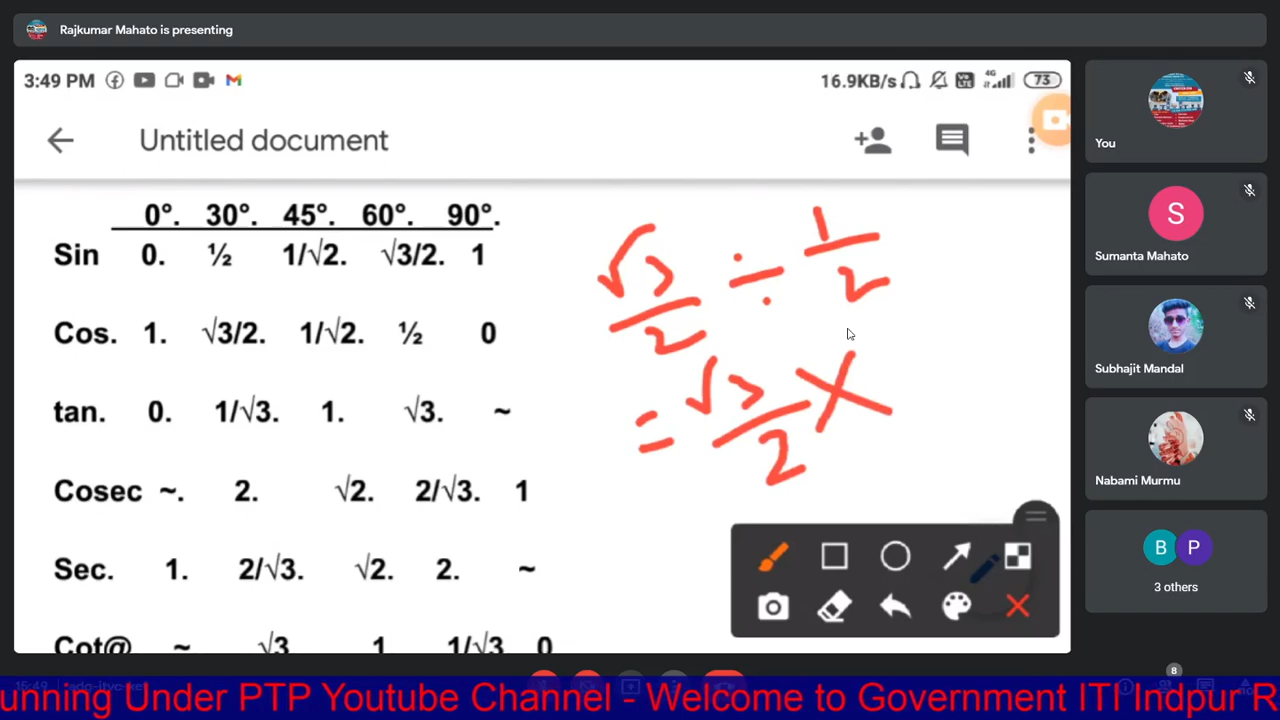 Rajkumar Mahato is presenting
3:49 PM
16.9KB/s
4G
73
Untitled document
You
Sumanta Mahato
Subhajit Mandal
Nabami Murmu
3 others
S
B P
0°. 30°. 45°. 60°. 90°.
Sin 0. ½ 1/√2. √3/2. 1
Cos. 1. √3/2. 1/√2. ½ 0
tan. 0. 1/√3. 1. √3. ~
Cosec ~. 2. √2. 2/√3. 1
Sec. 1. 2/√3. √2. 2. ~
Cot@ ~ √3 1 1/√3 0
√3/2 ÷ 1/2
= √3/2 ×
8
unning Under PTP Youtube Channel - Welcome to Government ITI Indpur R